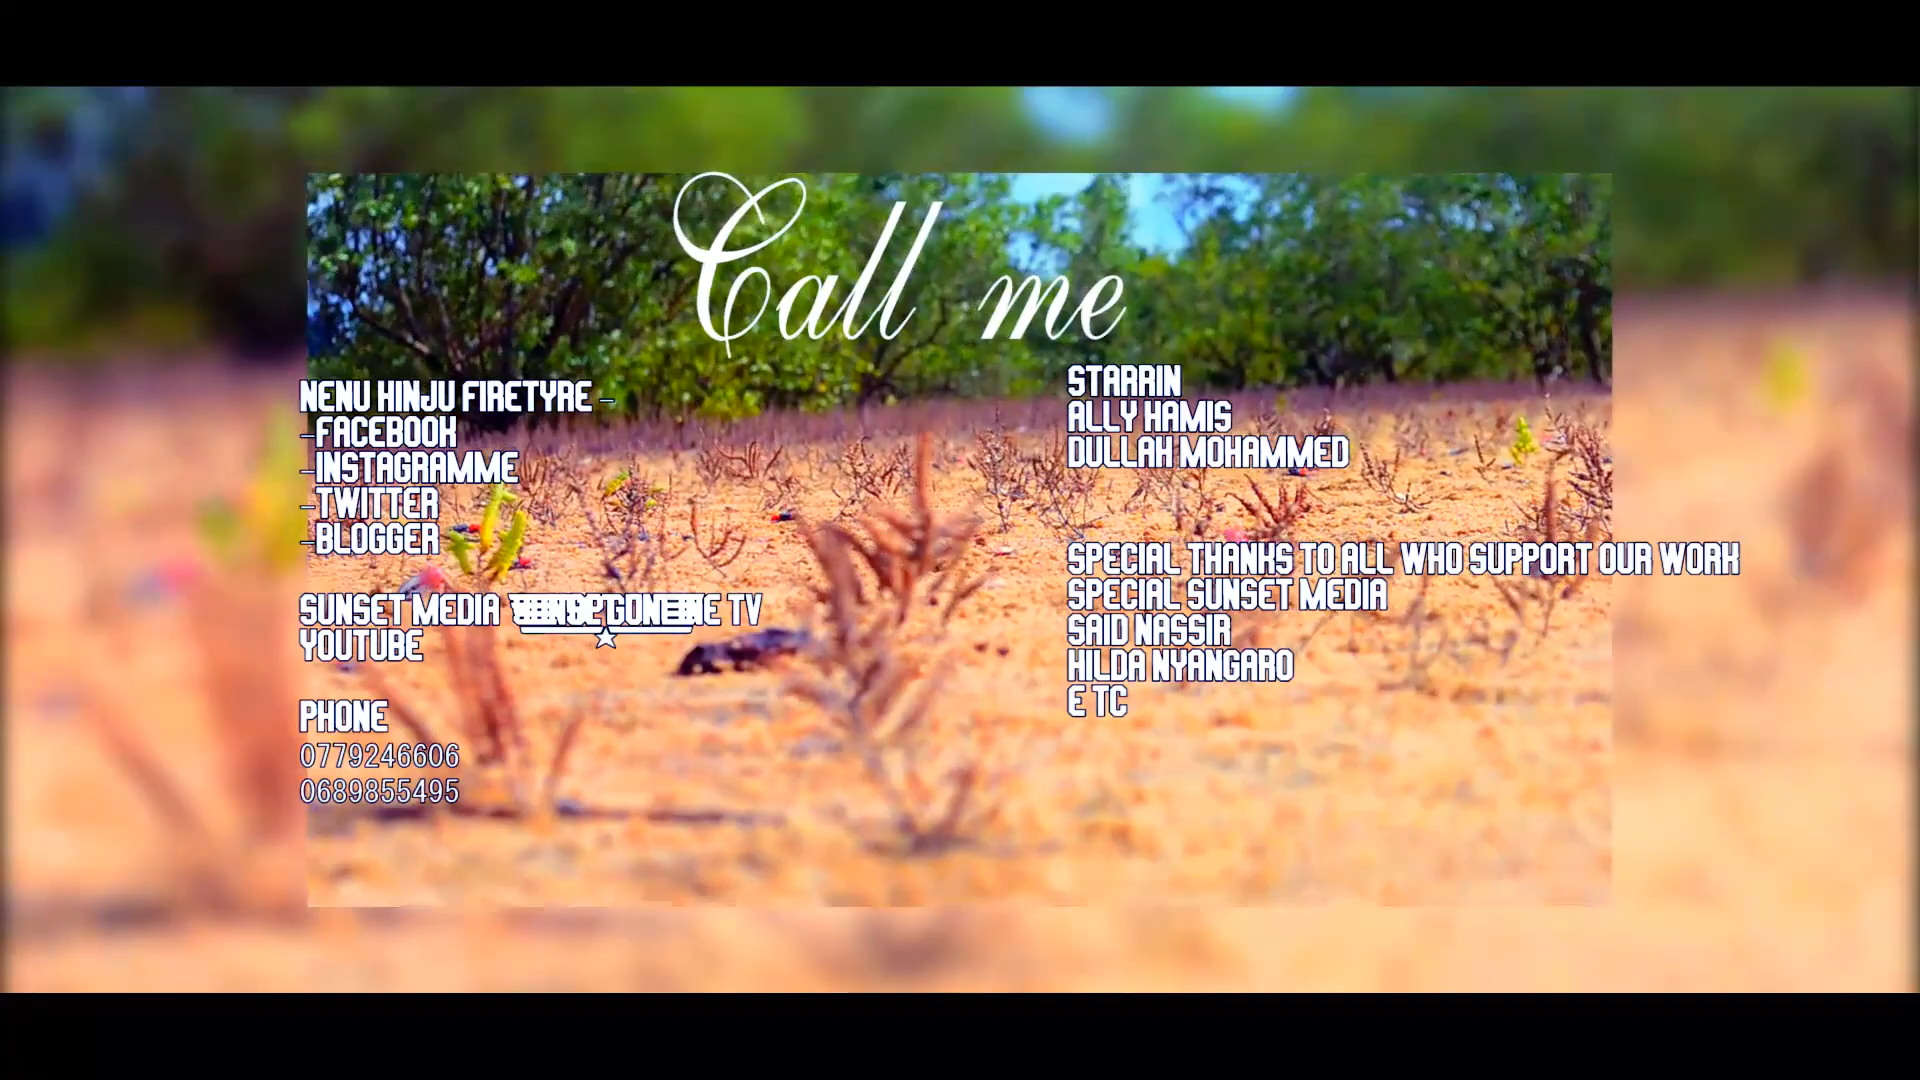 Call me
NENU HINJU FIRETYRE -
-FACEBOOK
-INSTAGRAMME
-TWITTER
-BLOGGER
SUNSET MEDIA TV
YOUTUBE
PHONE
0779246606
0689855495
STARRIN
ALLY HAMIS
DULLAH MOHAMMED
SPECIAL THANKS TO ALL WHO SUPPORT OUR WORK
SPECIAL SUNSET MEDIA
SAID NASSIR
HILDA NYANGARO
E TC